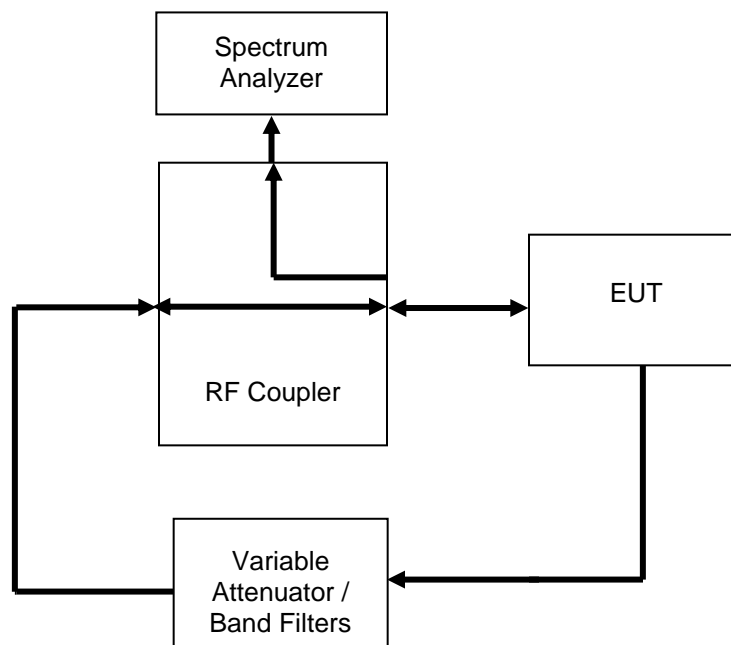 Spectrum
Analyzer
EUT
RF Coupler
Variable
Attenuator /
Band Filters